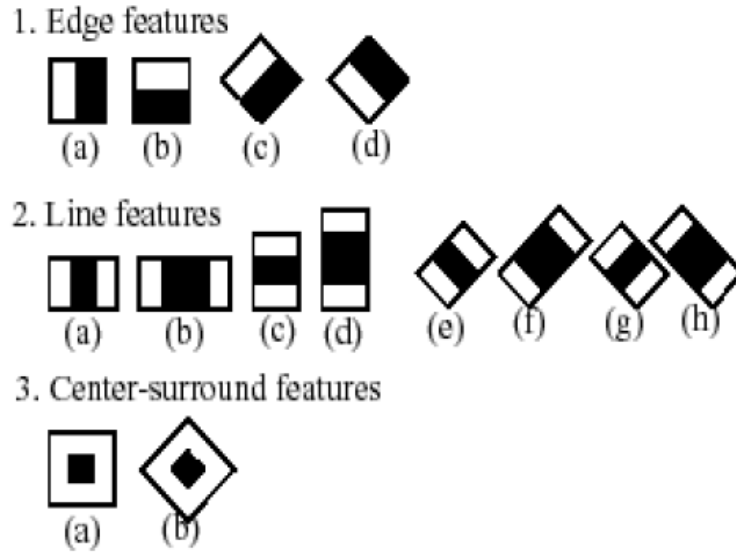 1. Edge features
(a) (b) (c) (d)
2. Line features
(a) (b) (c) (d) (e) (f) (g) (h)
3. Center-surround features
(a) (b)